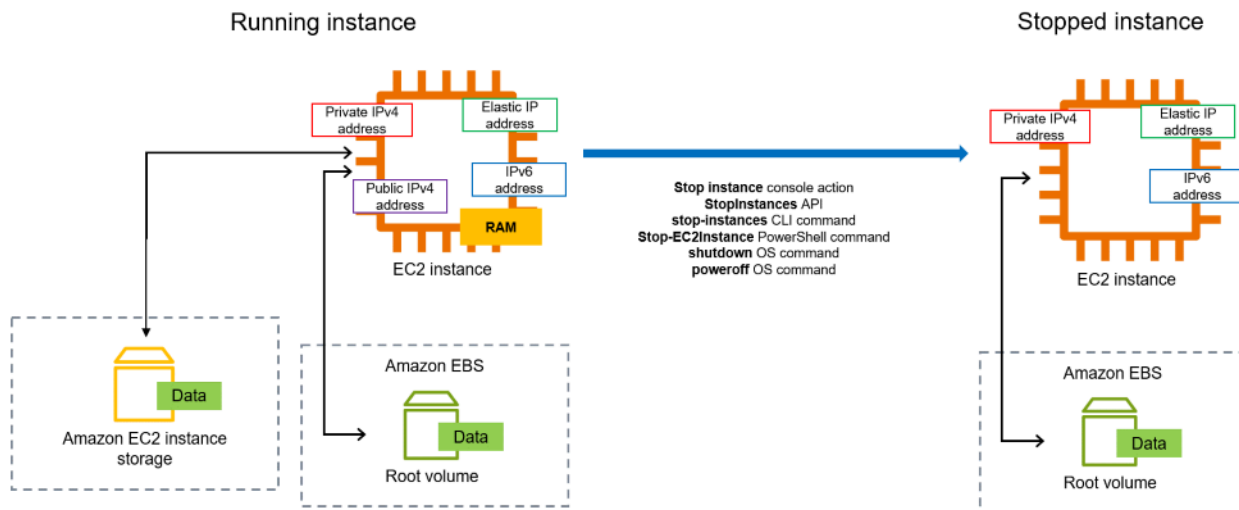 Running instance
Stopped instance
Private IPv4
address
Elastic IP
address
Public IPv4
address
IPv6
address
RAM
EC2 instance
Stop instance console action
StopInstances API
stop-instances CLI command
Stop-EC2Instance PowerShell command
shutdown OS command
poweroff OS command
Private IPv4
address
Elastic IP
address
IPv6
address
EC2 instance
Data
Amazon EC2 instance
storage
Amazon EBS
Data
Root volume
Amazon EBS
Data
Root volume